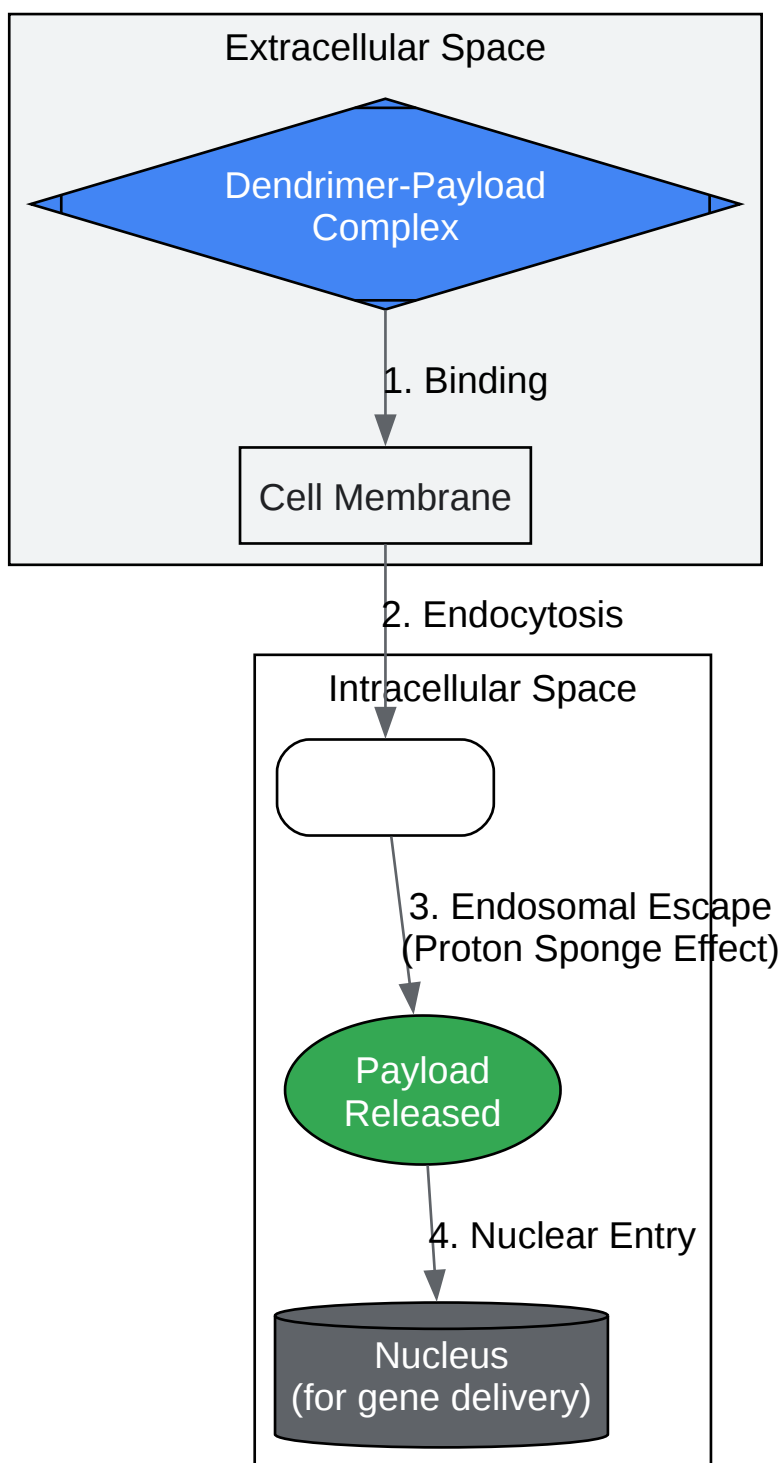 Extracellular Space
Dendrimer-Payload
Complex
1. Binding
Cell Membrane
2. Endocytosis
Intracellular Space
3. Endosomal Escape
(Proton Sponge Effect)
Payload
Released
4. Nuclear Entry
Nucleus
(for gene delivery)